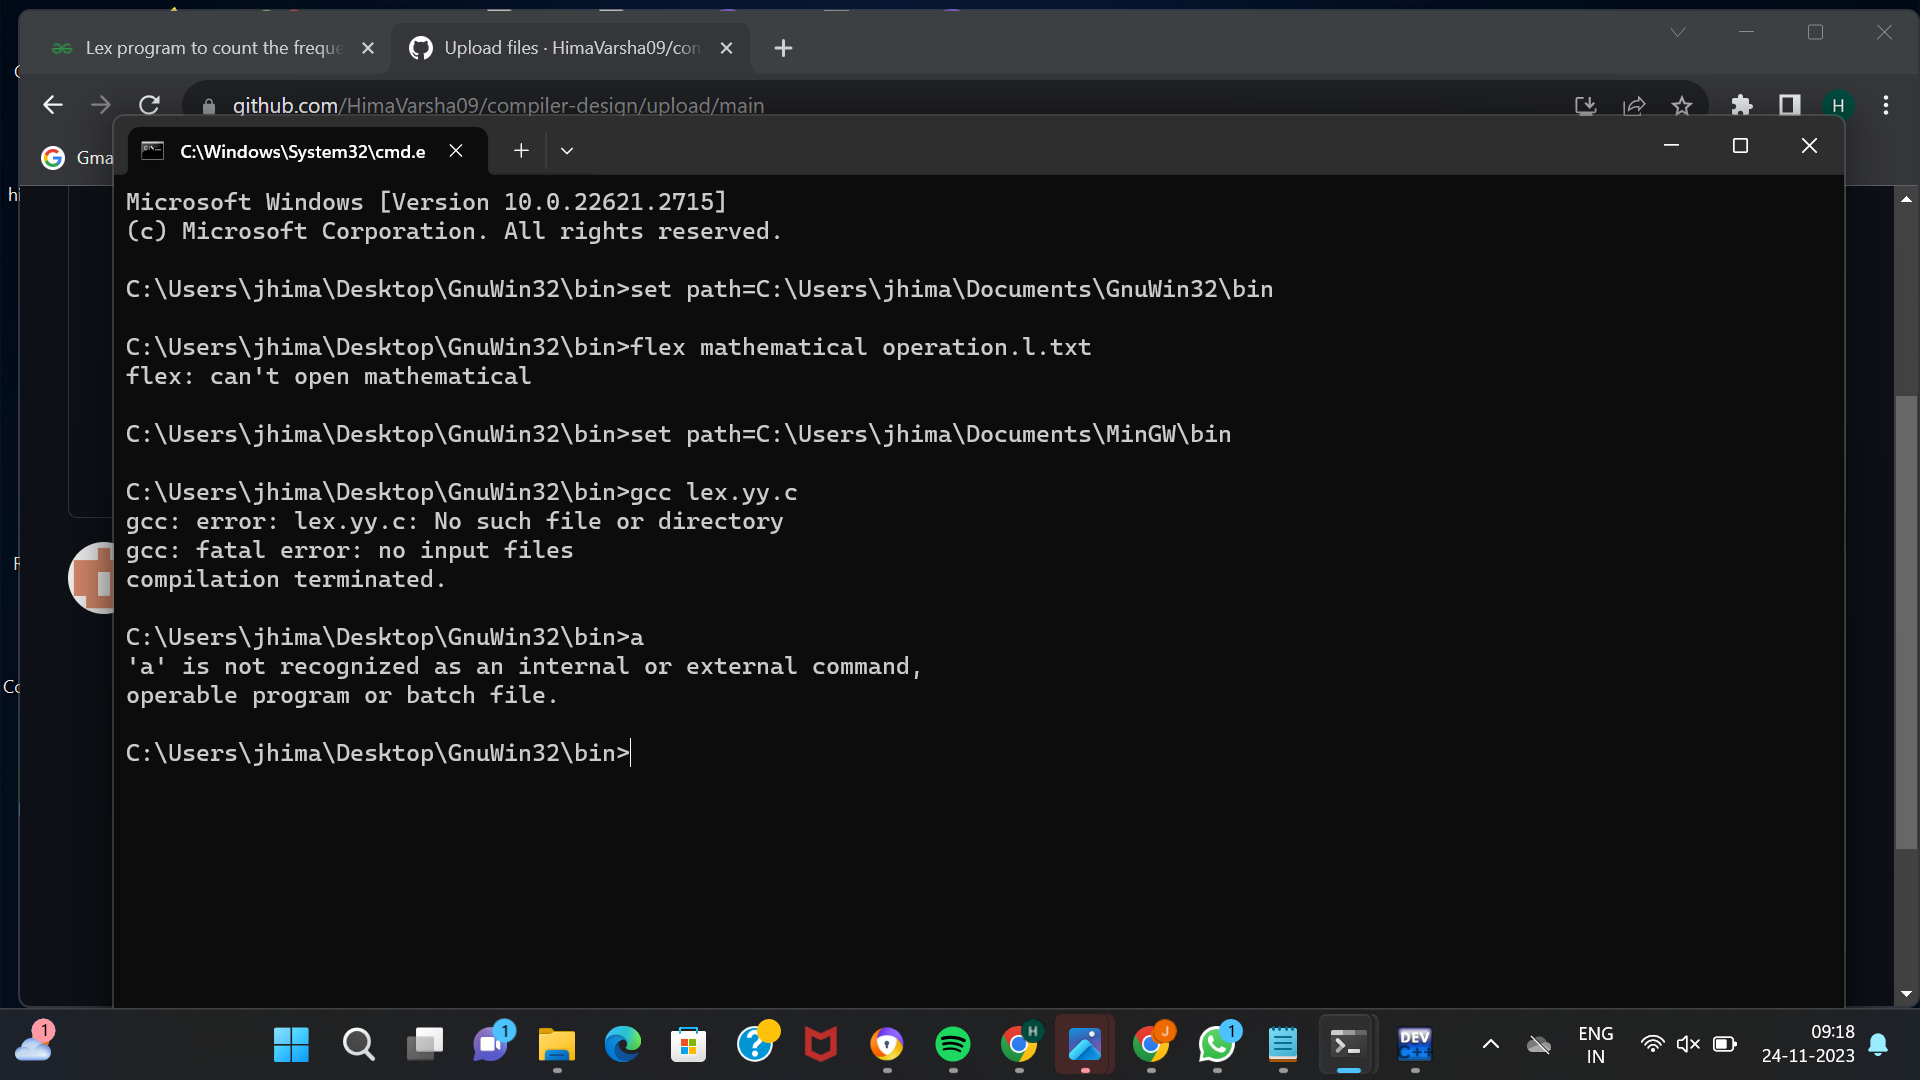 Lex program to count the freque
Upload files · HimaVarsha09/con
github.com/HimaVarsha09/compiler-design/upload/main
H
Gma
C:\Windows\System32\cmd.e
hi
Microsoft Windows [Version 10.0.22621.2715]
(c) Microsoft Corporation. All rights reserved.
C:\Users\jhima\Desktop\GnuWin32\bin>set path=C:\Users\jhima\Documents\GnuWin32\bin
C:\Users\jhima\Desktop\GnuWin32\bin>flex mathematical operation.l.txt
flex: can't open mathematical
C:\Users\jhima\Desktop\GnuWin32\bin>set path=C:\Users\jhima\Documents\MinGW\bin
C:\Users\jhima\Desktop\GnuWin32\bin>gcc lex.yy.c
gcc: error: lex.yy.c: No such file or directory
gcc: fatal error: no input files
compilation terminated.
C:\Users\jhima\Desktop\GnuWin32\bin>a
'a' is not recognized as an internal or external command,
operable program or batch file.
C:\Users\jhima\Desktop\GnuWin32\bin>
1
1
H
J
1
DEV
C++
ENG
IN
09:18
24-11-2023